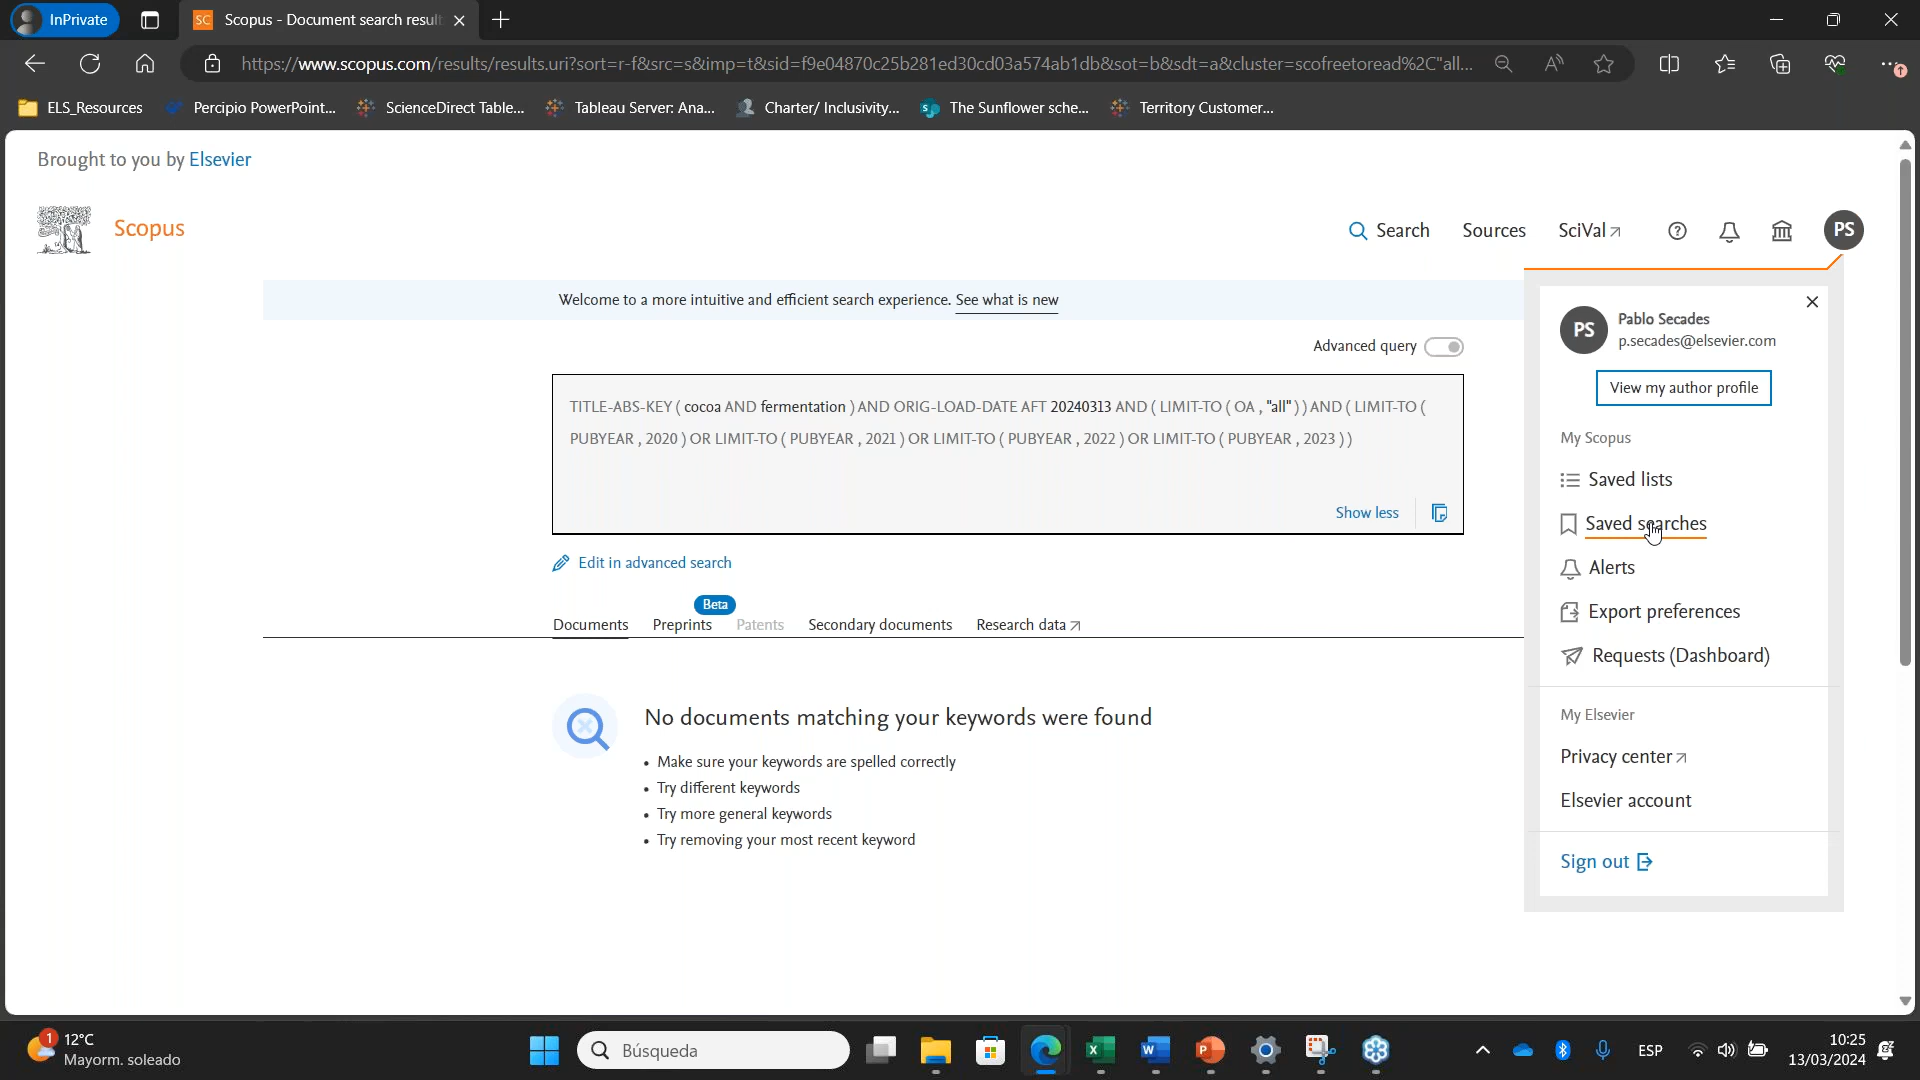 InPrivate
SC Scopus - Document search result
https://www.scopus.com/results/results.uri?sort=r-f&src=s&imp=t&sid=f9e04870c25b281ed30cd03a574ab1db&sot=b&sdt=a&cluster=scofreetoread%2C"all...
ELS_Resources Percipio PowerPoint... ScienceDirect Table... Tableau Server: Ana... Charter/ Inclusivity... The Sunflower sche... Territory Customer...
Brought to you by Elsevier
Scopus
Search Sources SciVal PS
Welcome to a more intuitive and efficient search experience. See what is new
Advanced query
TITLE-ABS-KEY ( cocoa AND fermentation ) AND ORIG-LOAD-DATE AFT 20240313 AND ( LIMIT-TO ( OA , "all" ) ) AND ( LIMIT-TO (
PUBYEAR , 2020 ) OR LIMIT-TO ( PUBYEAR , 2021 ) OR LIMIT-TO ( PUBYEAR , 2022 ) OR LIMIT-TO ( PUBYEAR , 2023 ) )
Show less
Edit in advanced search
Beta
Documents Preprints Patents Secondary documents Research data
No documents matching your keywords were found
• Make sure your keywords are spelled correctly
• Try different keywords
• Try more general keywords
• Try removing your most recent keyword
PS Pablo Secades
p.secades@elsevier.com
View my author profile
My Scopus
Saved lists
Saved searches
Alerts
Export preferences
Requests (Dashboard)
My Elsevier
Privacy center
Elsevier account
Sign out
1 12°C
Mayorm. soleado
Búsqueda
ESP
10:25
13/03/2024